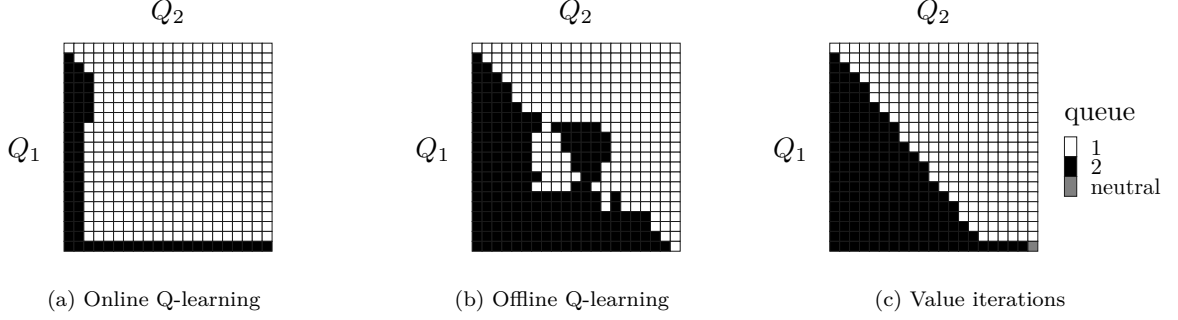 Q2 Q2 Q2
Q1 Q1 Q1
queue
1
2
neutral
(a) Online Q-learning (b) Offline Q-learning (c) Value iterations